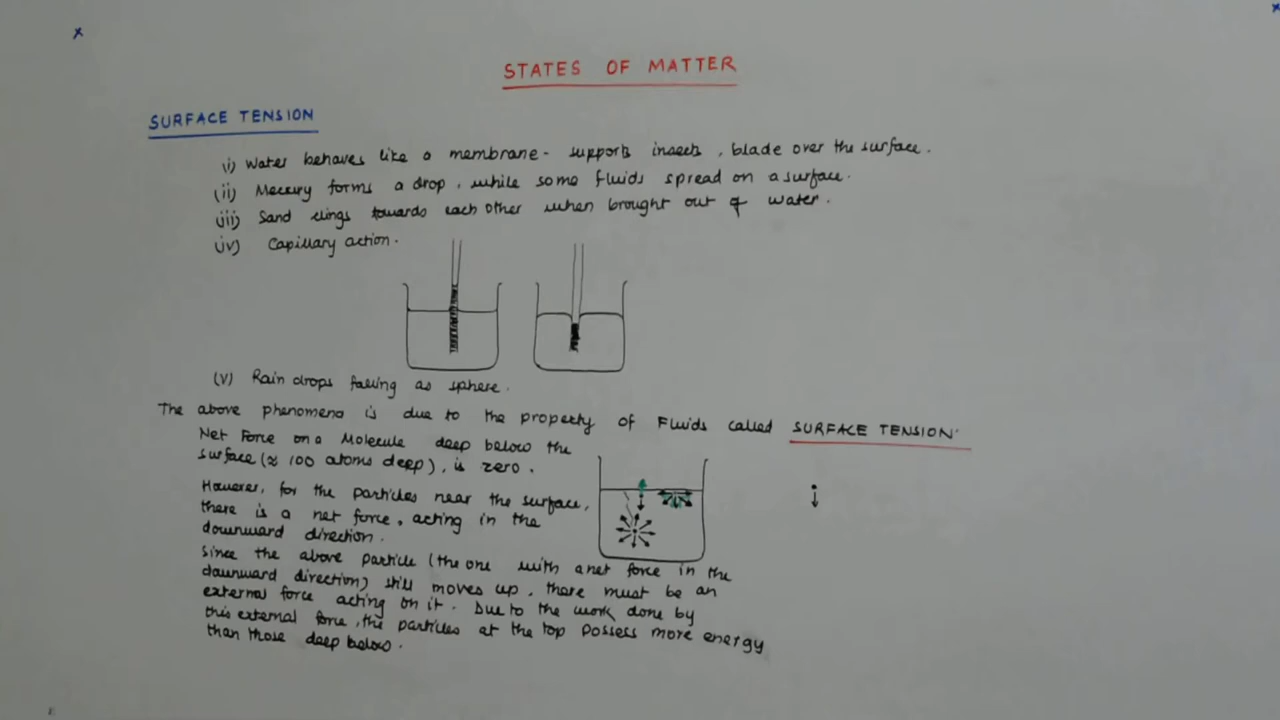 STATES OF MATTER
SURFACE TENSION
(i) Water behaves like a membrane - supports insects, blade over the surface.
(ii) Mercury forms a drop, while some fluids spread on a surface.
(iii) Sand clings towards each other when brought out of water.
(iv) Capillary action.
(v) Rain drops falling as sphere.
The above phenomena is due to the property of Fluids called SURFACE TENSION.
Net Force on a Molecule deep below the
surface (≈ 100 atoms deep), is zero.
However, for the particles near the surface,
there is a net force, acting in the
downward direction.
Since the above particle (the one with a net force in the
downward direction) still moves up, there must be an
external force acting on it. Due to the work done by
this external force, the particles at the top possess more energy
than those deep below.